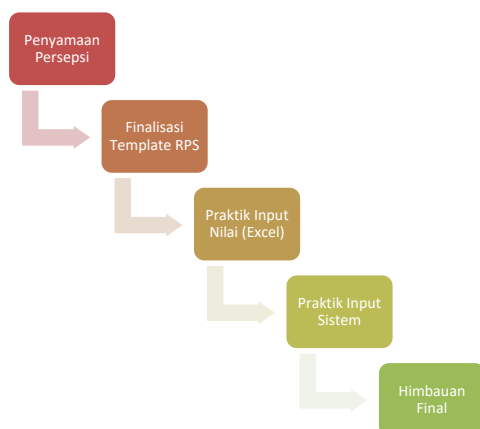 Penyamaan
Persepsi
Finalisasi
Template RPS
Praktik Input
Nilai (Excel)
Praktik Input
Sistem
Himbauan
Final